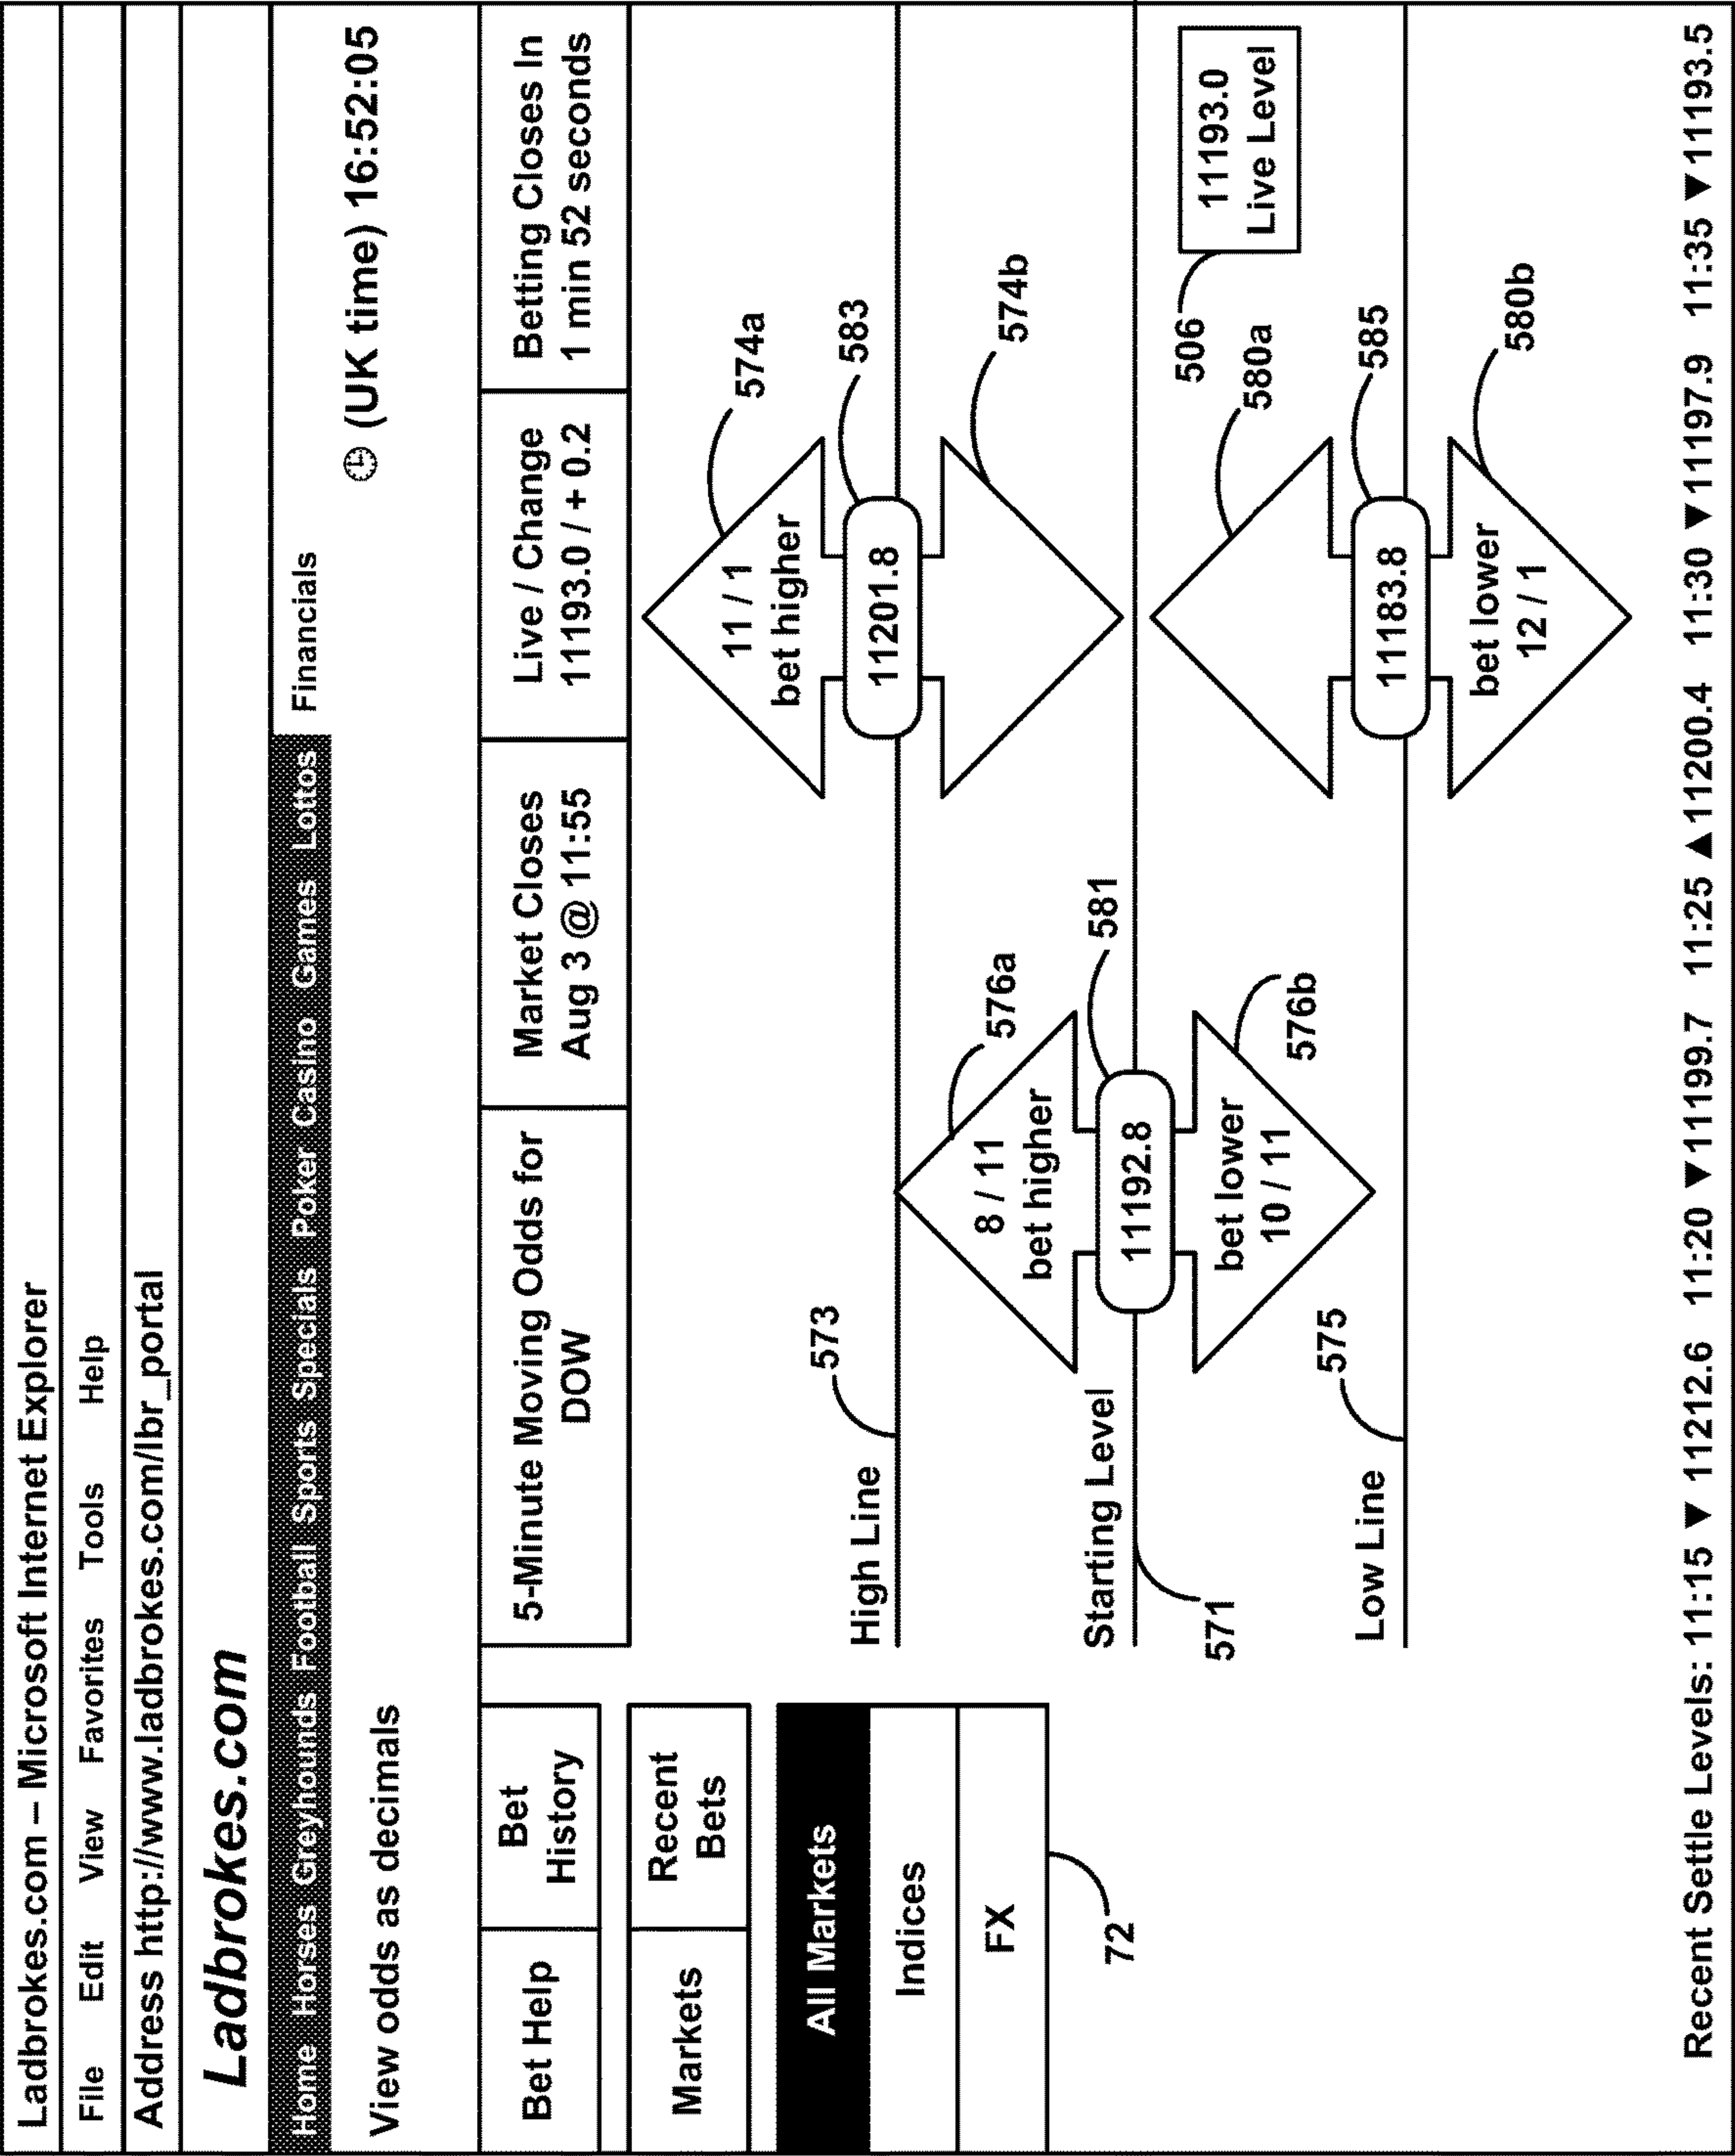 Ladbrokes.com – Microsoft Internet Explorer
File Edit View Favorites Tools Help
Address http://www.ladbrokes.com/lbr_portal
Ladbrokes.com
Home Horses Greyhounds Football Sports Specials Poker Casino Games Lottos Financials
View odds as decimals
(UK time) 16:52:05
Bet Help
Bet
History
Markets
Recent
Bets
All Markets
Indices
FX
72
5-Minute Moving Odds for
DOW
Market Closes
Aug 3 @ 11:55
Live / Change
11193.0 / + 0.2
Betting Closes In
1 min 52 seconds
High Line
573
11 / 1
bet higher
574a
11201.8
583
574b
Starting Level
571
8 / 11
bet higher
576a
11192.8
581
bet lower
10 / 11
576b
11193.0
Live Level
506
Low Line
575
580a
11183.8
585
bet lower
12 / 1
580b
Recent Settle Levels: 11:15 ▼ 11212.6 11:20 ▼11199.7 11:25 ▲11200.4 11:30 ▼11197.9 11:35 ▼11193.5